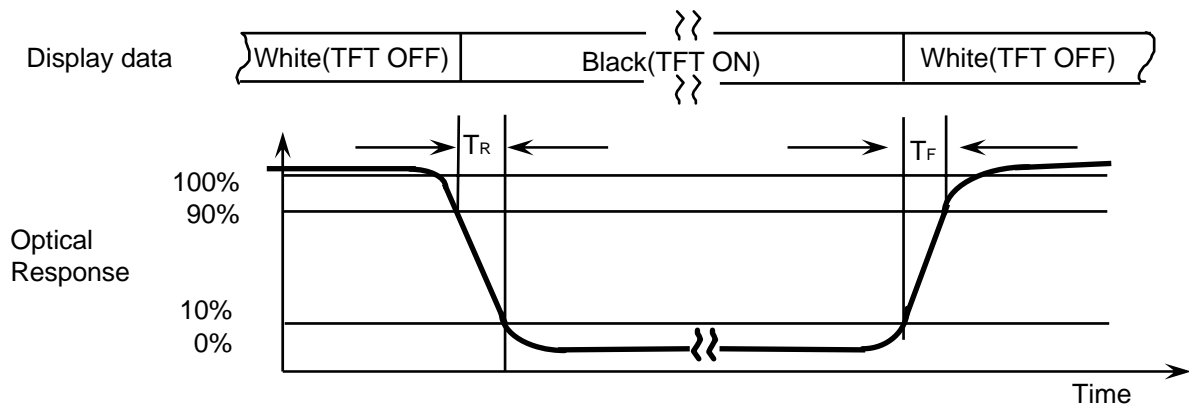 Display data
White(TFT OFF)
Black(TFT ON)
White(TFT OFF)
TR
TF
100%
90%
Optical
Response
10%
0%
Time